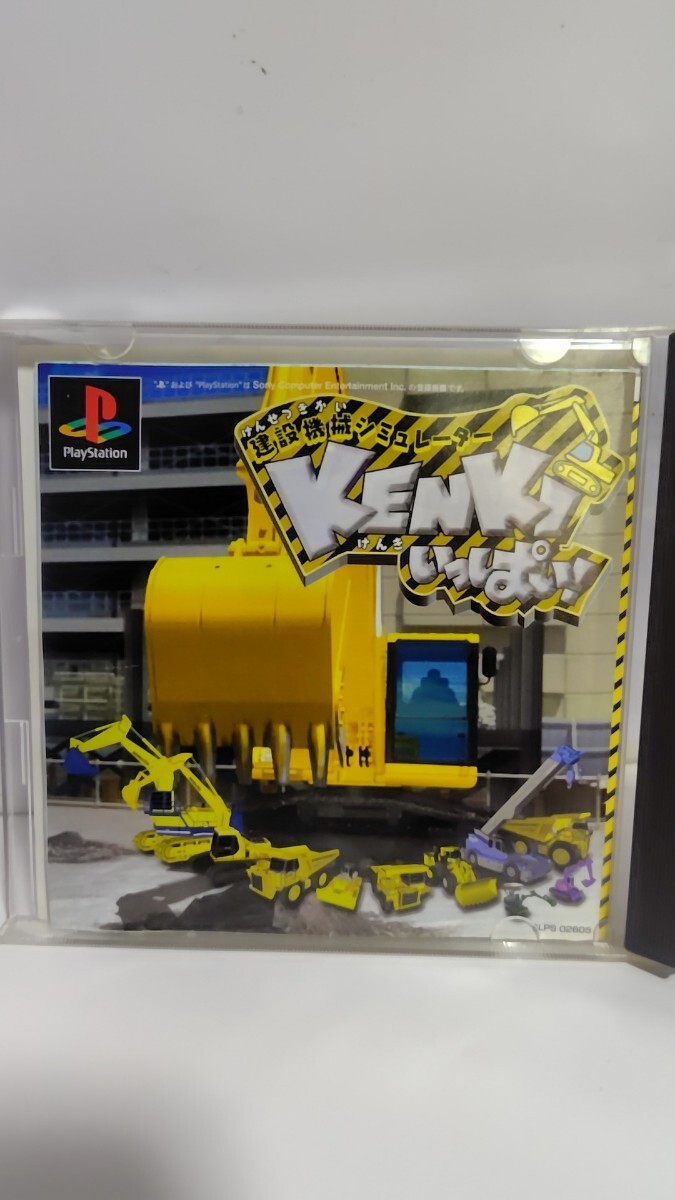 "PS" および "PlayStation" は Sony Computer Entertainment Inc. の登録商標です。
PlayStation
けんせつきかい
建設機械シミュレーター
KENKI
けんき
いっぱい!!
SLPS 02605